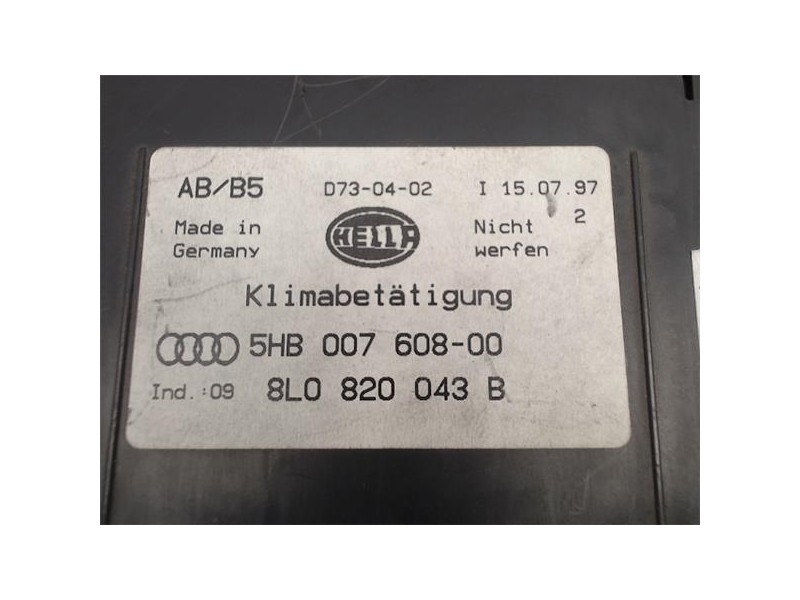 AB/B5 D73-04-02 I 15.07.97
Made in Germany HELLA Nicht werfen 2
Klimabetätigung
5HB 007 608-00
Ind.:09 8L0 820 043 B